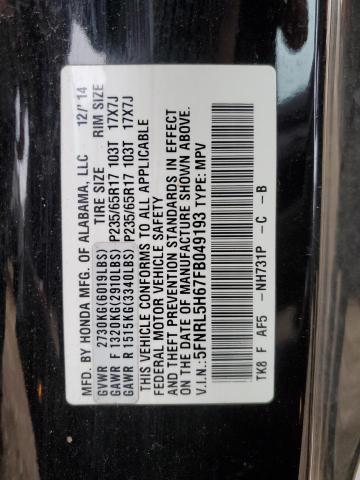 MFD. BY HONDA MFG. OF ALABAMA, LLC 12/'14
TIRE SIZE RIM SIZE
GVWR 2730KG(6019LBS)
GAWR F 1320KG(2910LBS) P235/65R17 103T 17X7J
GAWR R 1515KG(3340LBS) P235/65R17 103T 17X7J
THIS VEHICLE CONFORMS TO ALL APPLICABLE
FEDERAL MOTOR VEHICLE SAFETY
AND THEFT PREVENTION STANDARDS IN EFFECT
ON THE DATE OF MANUFACTURE SHOWN ABOVE.
V.I.N.:5FNRL5H67FB049193 TYPE: MPV
TK8 F AF5 -NH731P -C -B